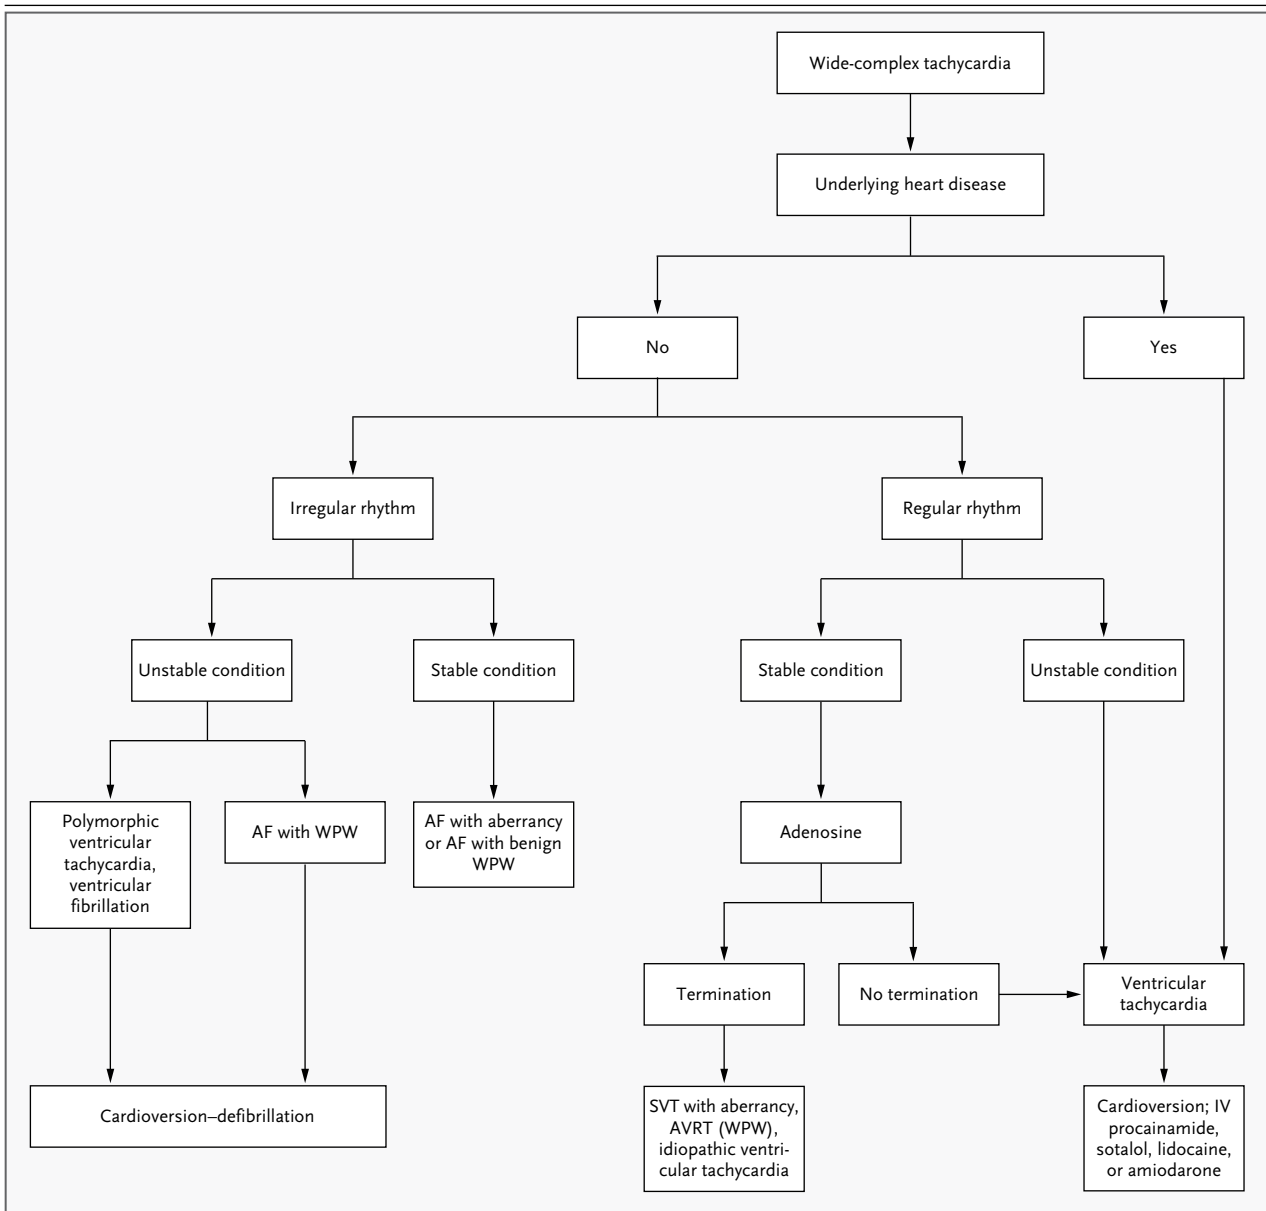 Wide-complex tachycardia
Underlying heart disease
No
Yes
Irregular rhythm
Regular rhythm
Unstable condition
Stable condition
Stable condition
Unstable condition
Polymorphic
ventricular
tachycardia,
ventricular
fibrillation
AF with WPW
AF with aberrancy
or AF with benign
WPW
Adenosine
Termination
No termination
Ventricular
tachycardia
Cardioversion–defibrillation
SVT with aberrancy,
AVRT (WPW),
idiopathic ventri-
cular tachycardia
Cardioversion; IV
procainamide,
sotalol, lidocaine,
or amiodarone